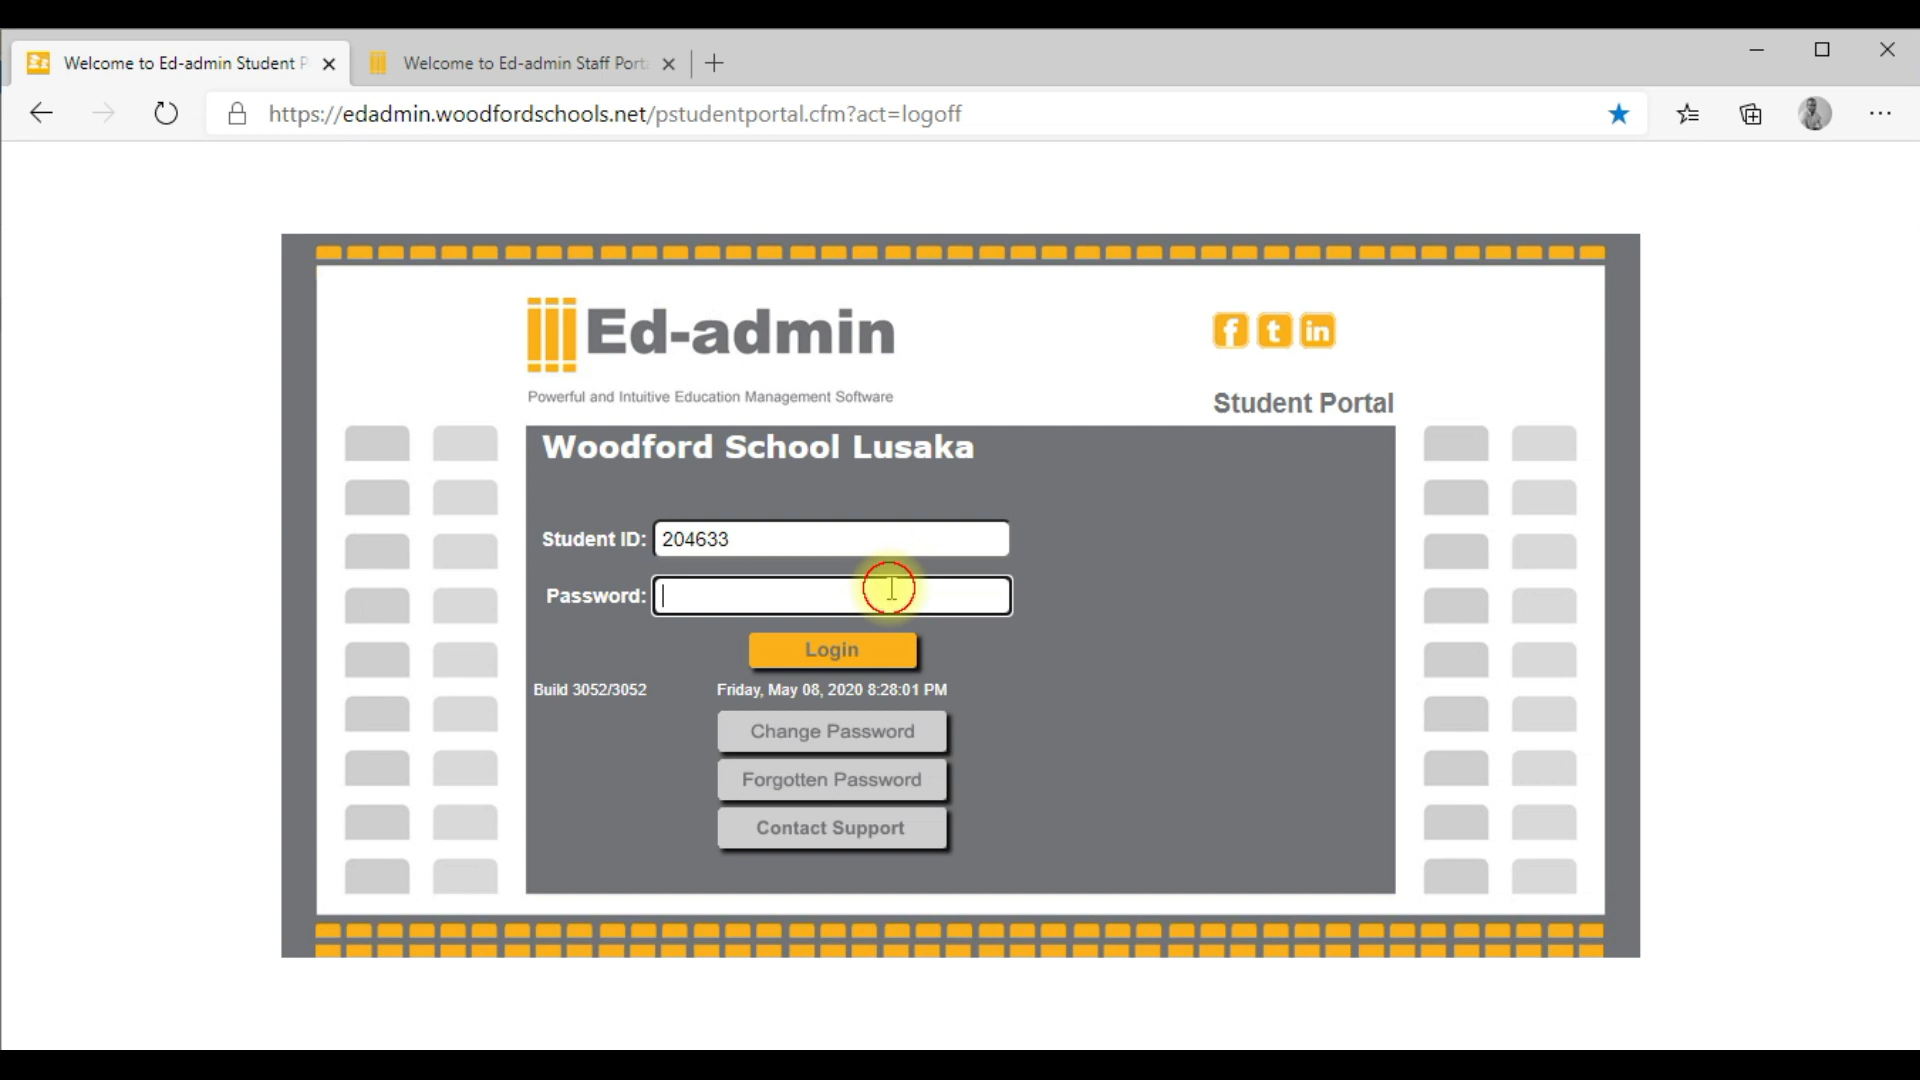 Welcome to Ed-admin Student P
Welcome to Ed-admin Staff Port
https://edadmin.woodfordschools.net/pstudentportal.cfm?act=logoff
Ed-admin
f t in
Powerful and Intuitive Education Management Software
Student Portal
Woodford School Lusaka
Student ID: 204633
Password:
Login
Build 3052/3052 Friday, May 08, 2020 8:28:01 PM
Change Password
Forgotten Password
Contact Support